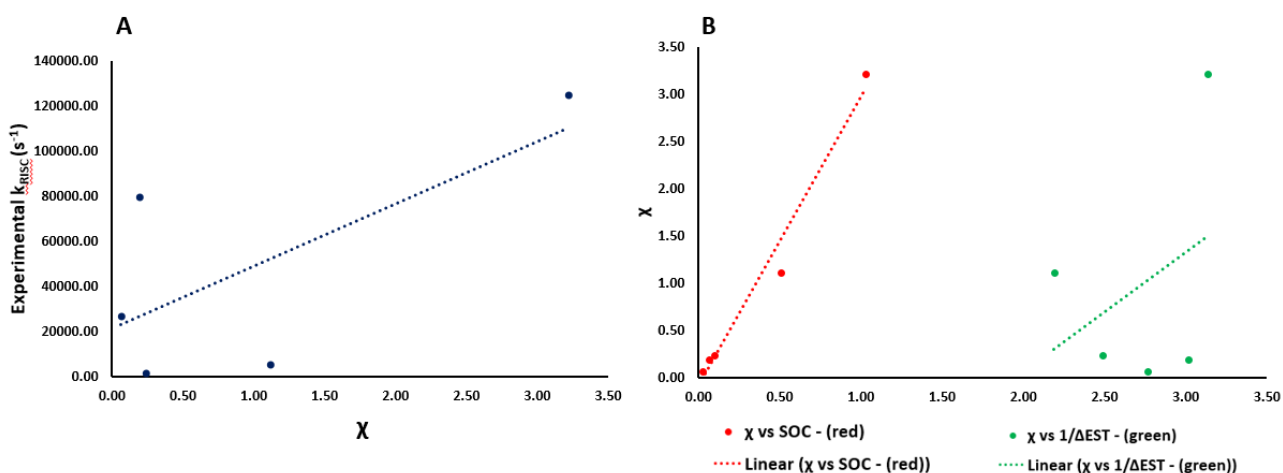 A
Experimental kRISC (s-1)
140000.00
120000.00
100000.00
80000.00
60000.00
40000.00
20000.00
0.00
0.00 0.50 1.00 1.50 2.00 2.50 3.00 3.50
χ
B
χ
3.50
3.00
2.50
2.00
1.50
1.00
0.50
0.00
0.00 0.50 1.00 1.50 2.00 2.50 3.00 3.50
χ vs SOC - (red) χ vs 1/ΔEST - (green)
Linear (χ vs SOC - (red)) Linear (χ vs 1/ΔEST - (green))